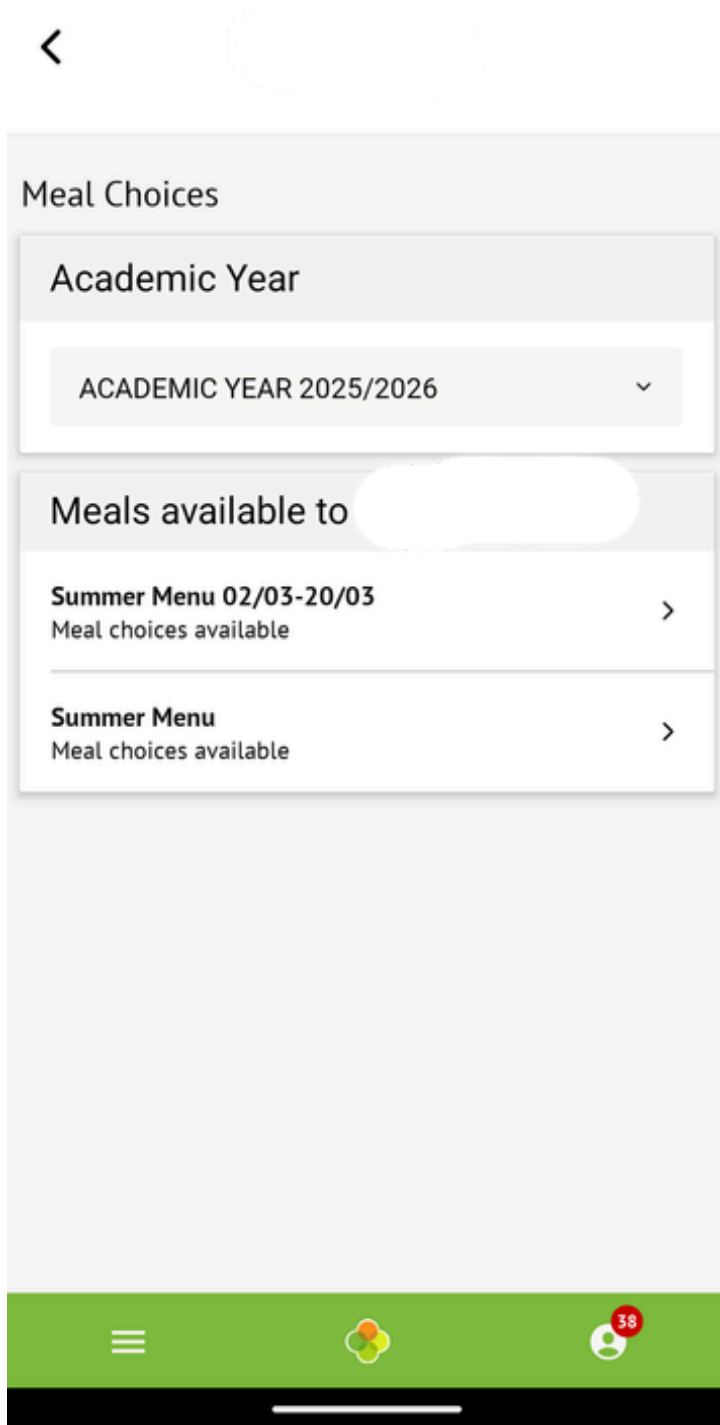 Meal Choices
Academic Year
ACADEMIC YEAR 2025/2026
Meals available to
Summer Menu 02/03-20/03
Meal choices available
Summer Menu
Meal choices available
38